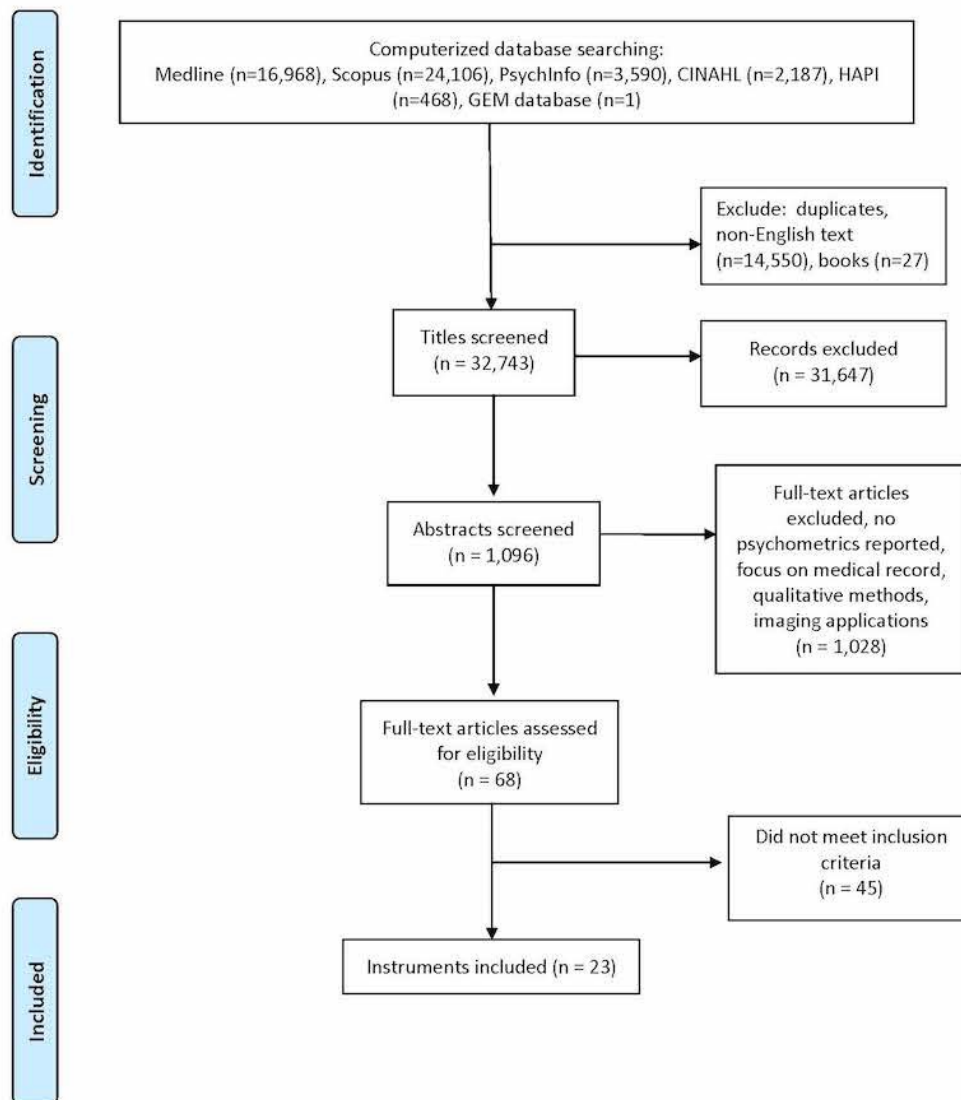 Identification
Computerized database searching:
Medline (n=16,968), Scopus (n=24,106), PsychInfo (n=3,590), CINAHL (n=2,187), HAPI
(n=468), GEM database (n=1)
Exclude:  duplicates,
non-English text
(n=14,550), books (n=27)
Screening
Titles screened
(n = 32,743)
Records excluded
(n = 31,647)
Abstracts screened
(n = 1,096)
Full-text articles
excluded, no
psychometrics reported,
focus on medical record,
qualitative methods,
imaging applications
(n = 1,028)
Eligibility
Full-text articles assessed
for eligibility
(n = 68)
Did not meet inclusion
criteria
(n = 45)
Included
Instruments included (n = 23)